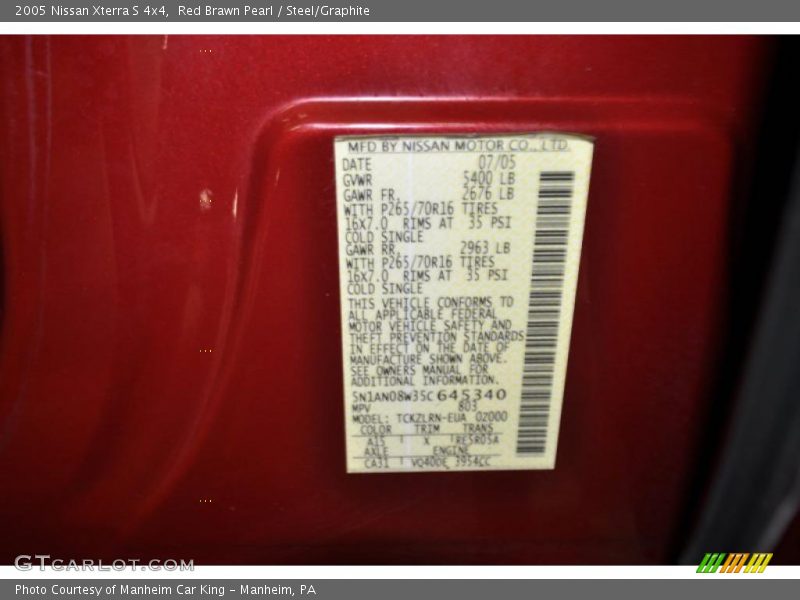 2005 Nissan Xterra S 4x4,  Red Brawn Pearl / Steel/Graphite
MFD BY NISSAN MOTOR CO., LTD.
DATE 07/05
GVWR 5400 LB
GAWR FR. 2676 LB
WITH P265/70R16 TIRES
16X7.0 RIMS AT 35 PSI
COLD SINGLE
GAWR RR. 2963 LB
WITH P265/70R16 TIRES
16X7.0 RIMS AT 35 PSI
COLD SINGLE
THIS VEHICLE CONFORMS TO
ALL APPLICABLE FEDERAL
MOTOR VEHICLE SAFETY AND
THEFT PREVENTION STANDARDS
IN EFFECT ON THE DATE OF
MANUFACTURE SHOWN ABOVE.
SEE OWNERS MANUAL FOR
ADDITIONAL INFORMATION.
5N1AN08W35C645340
MPV 803
MODEL: TCKZLRN-EUA 02000
COLOR TRIM TRANS
A15 X RE5R05A
AXLE ENGINE
CA31 VQ40DE 3954CC
GTCARLOT.COM
Photo Courtesy of Manheim Car King - Manheim, PA